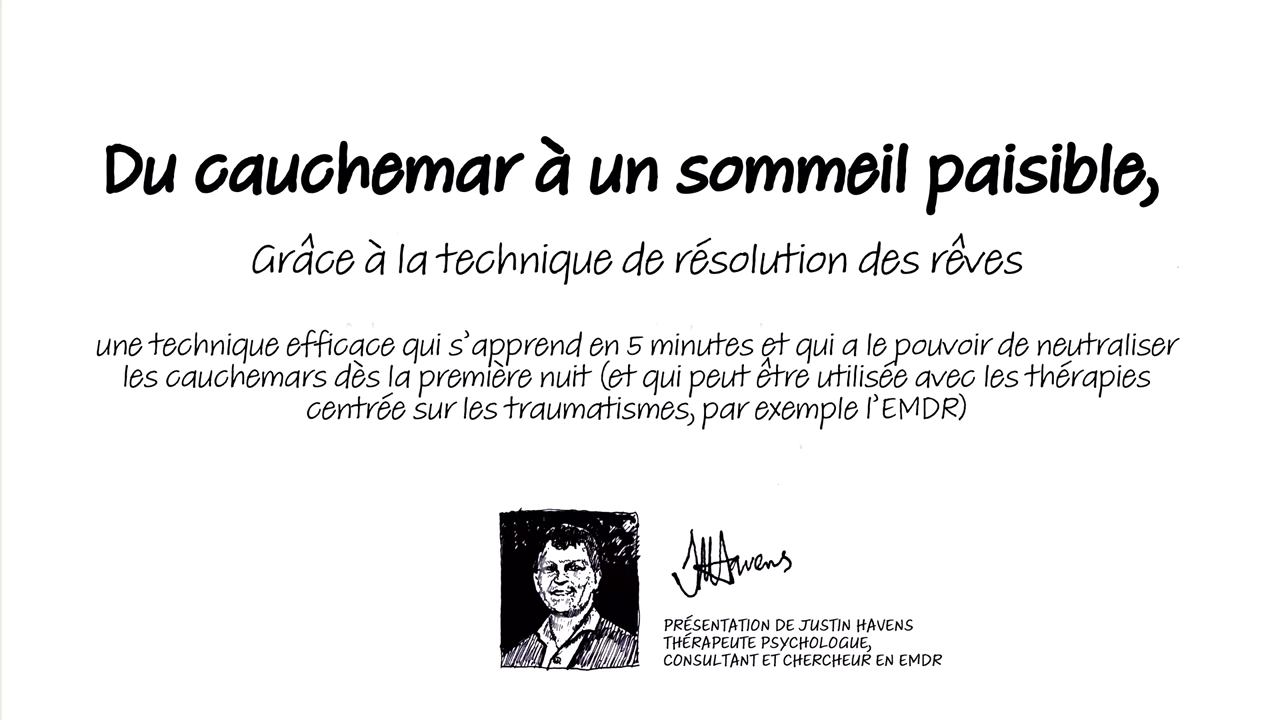 Du cauchemar à un sommeil paisible,
Grâce à la technique de résolution des rêves
une technique efficace qui s'apprend en 5 minutes et qui a le pouvoir de neutraliser
les cauchemars dès la première nuit (et qui peut être utilisée avec les thérapies
centrée sur les traumatismes, par exemple l'EMDR)
JHHavens
PRÉSENTATION DE JUSTIN HAVENS
THÉRAPEUTE PSYCHOLOGUE,
CONSULTANT ET CHERCHEUR EN EMDR